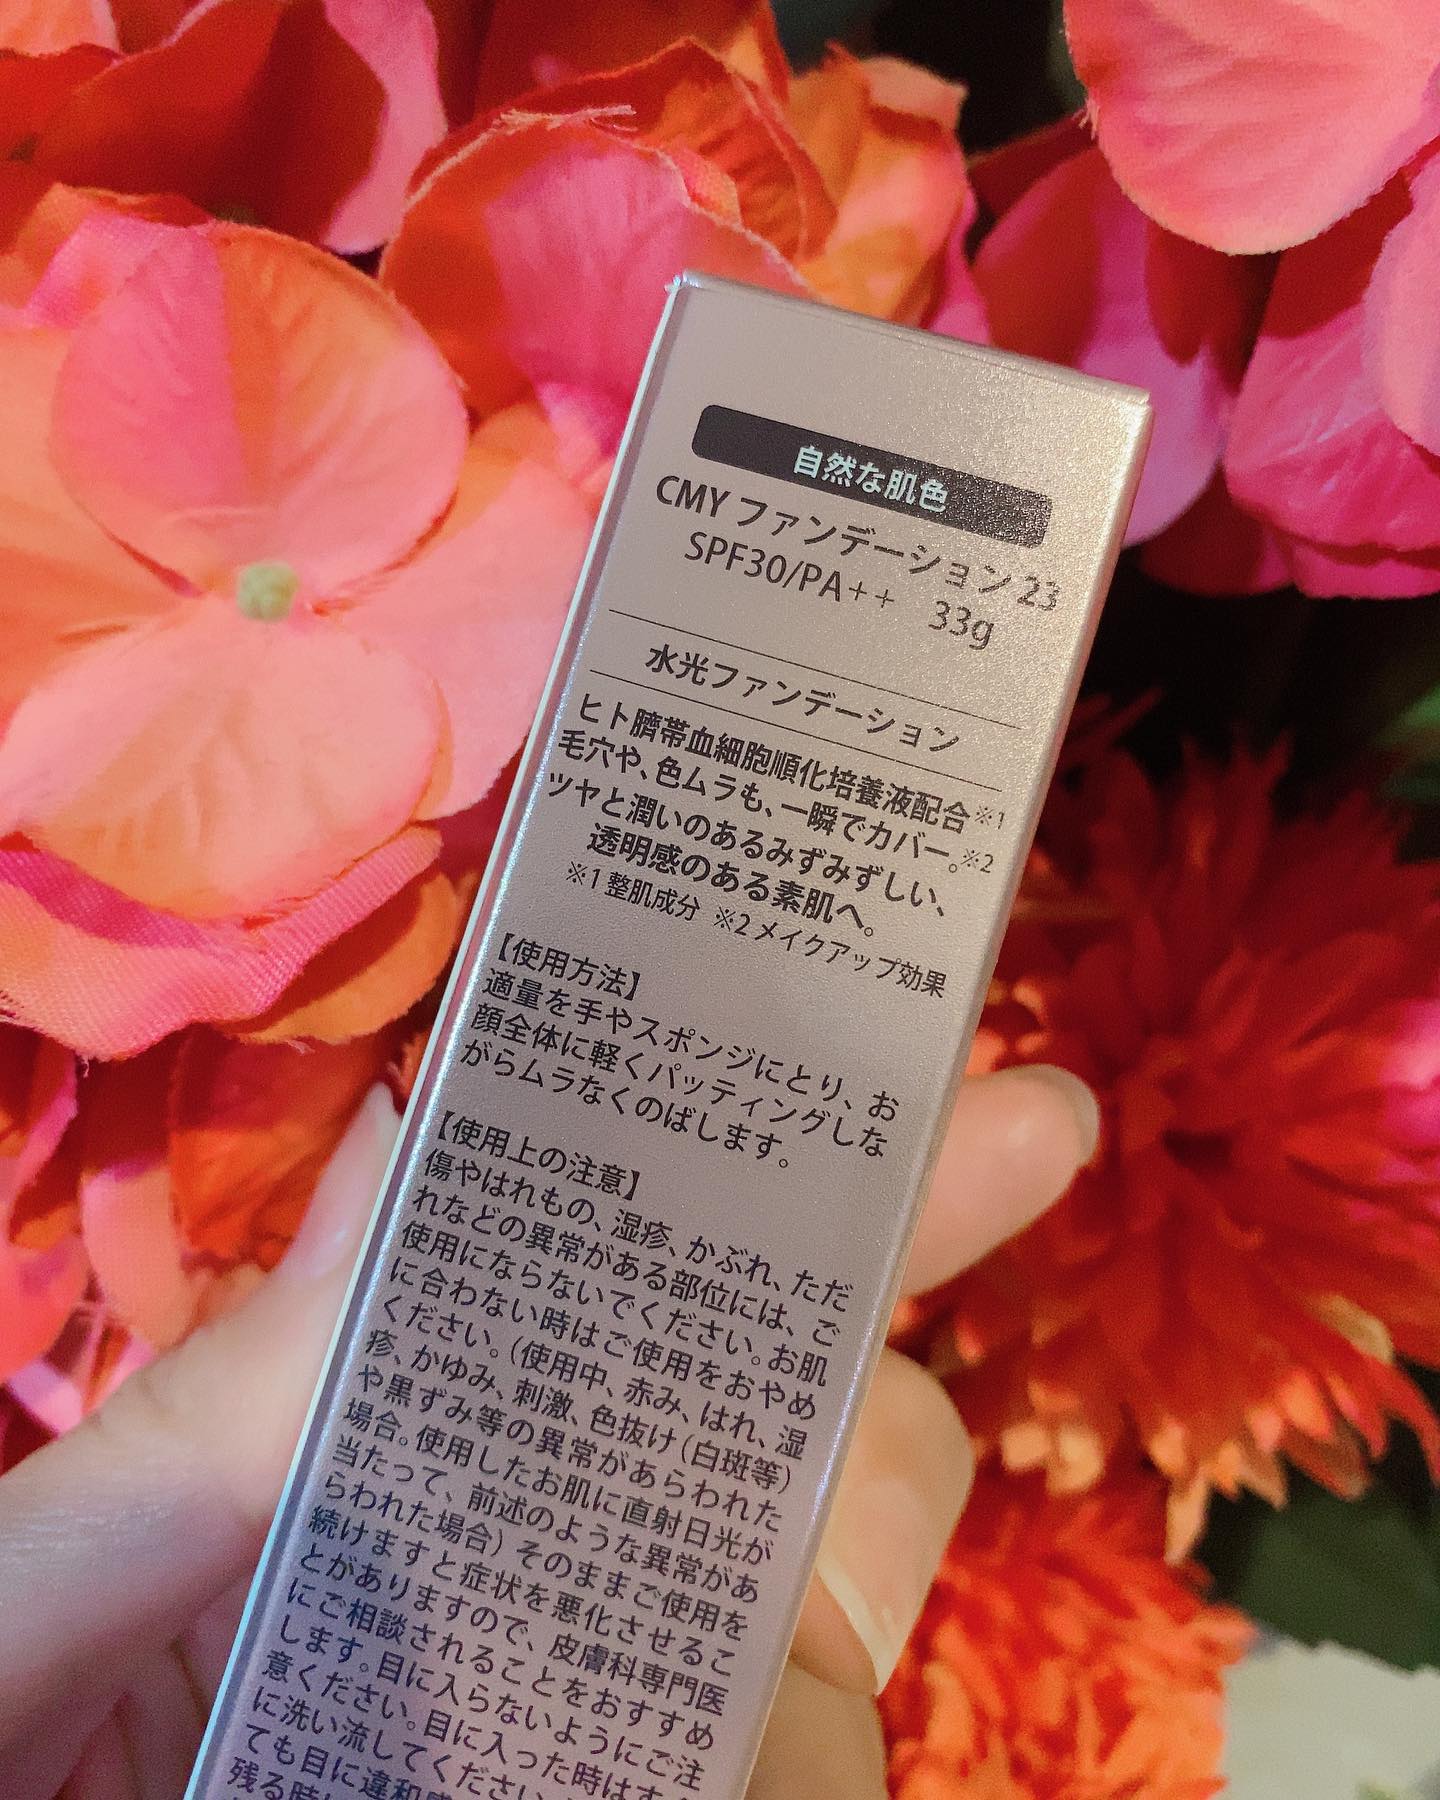 自然な肌色
CMY ファンデーション 23
SPF30/PA++ 33g
水光ファンデーション
ヒト臍帯血細胞順化培養液配合※1
毛穴や、色ムラも、一瞬でカバー。※2
ツヤと潤いのあるみずみずしい、
透明感のある素肌へ。
※1 整肌成分 ※2 メイクアップ効果
【使用方法】
適量を手やスポンジにとり、お
顔全体に軽くパッティングしな
がらムラなくのばします。
【使用上の注意】
傷やはれもの、湿疹、かぶれ、ただ
れなどの異常がある部位には、ご
使用にならないでください。お肌
に合わない時はご使用をおやめ
ください。(使用中、赤み、はれ、湿
疹、かゆみ、刺激、色抜け(白斑等)
や黒ずみ等の異常があらわれた
場合。使用したお肌に直射日光が
当たって、前述のような異常があ
らわれた場合)そのままご使用を
続けますと症状を悪化させるこ
とがありますので、皮膚科専門医
にご相談されることをおすすめ
します。目に入らないようにご注
意ください。目に入った時はす
に洗い流してください
ても目に違和感
残る時